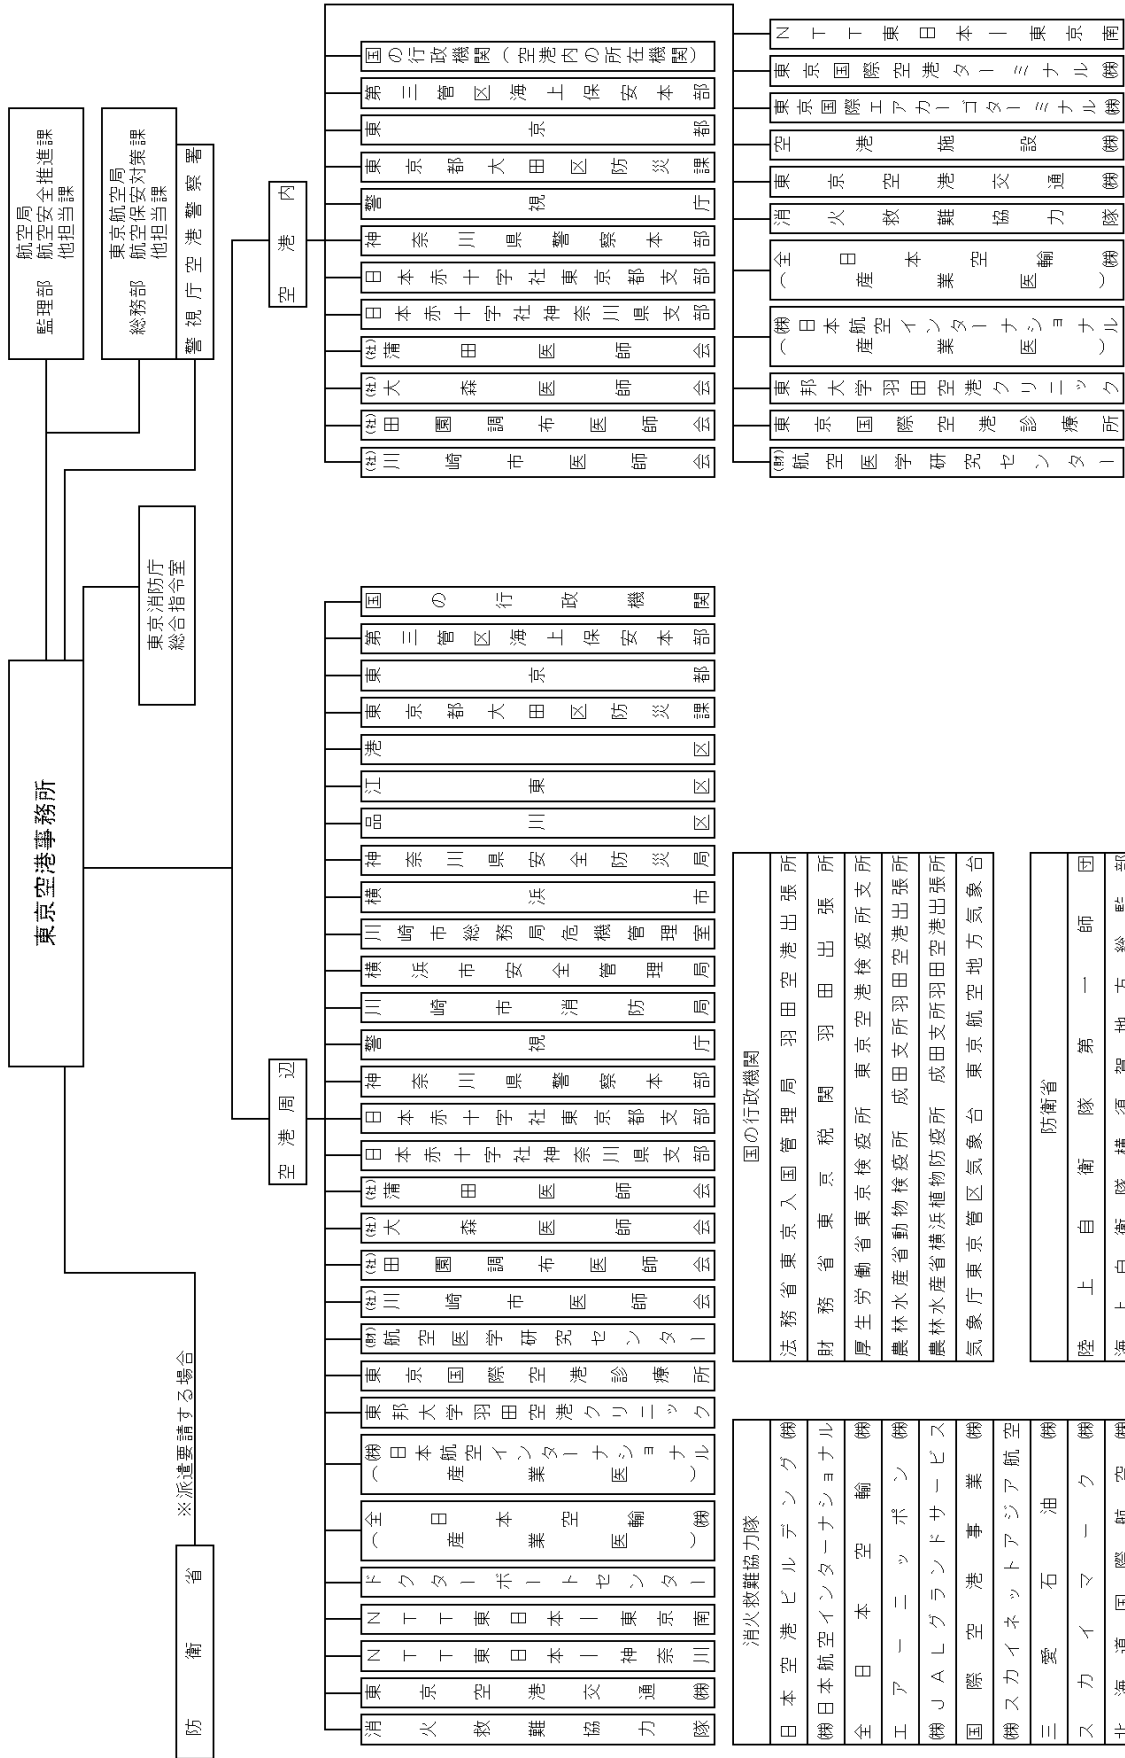 東京空港事務所
航空局
監理部 航空安全推進課
他担当課
東京航空局
総務部 航空保安対策課
他担当課
警視庁空港警察署
東京消防庁
総合指令室
※派遣要請する場合
防衛省
空港内
国の行政機関(空港内の所在機関)
第三管区海上保安本部
東京都
東京都大田区防災課
警視庁
神奈川県警察本部
日本赤十字社東京都支部
日本赤十字社神奈川県支部
(社)蒲田医師会
(社)大森医師会
(社)田園調布医師会
(社)川崎市医師会
NTT東日本ー東京南
東京国際空港ターミナル㈱
東京国際エアカーゴターミナル㈱
空港施設㈱
東京空港交通㈱
消火救難協力隊
全日本空輸㈱
(産業医)
㈱日本航空インターナショナル
(産業医)
東邦大学羽田空港クリニック
東京国際空港診療所
(財)航空医学研究センター
空港周辺
国の行政機関
第三管区海上保安本部
東京都
東京都大田区防災課
港区
江東区
品川区
神奈川県安全防災局
横浜市
川崎市総務局危機管理室
横浜市安全管理局
川崎市消防局
警視庁
神奈川県警察本部
日本赤十字社東京都支部
日本赤十字社神奈川県支部
(社)蒲田医師会
(社)大森医師会
(社)田園調布医師会
(社)川崎市医師会
(財)航空医学研究センター
東京国際空港診療所
東邦大学羽田空港クリニック
㈱日本航空インターナショナル
(産業医)
全日本空輸㈱
(産業医)
ドクターボートセンター
NTT東日本ー東京南
NTT東日本ー神奈川
東京空港交通㈱
消火救難協力隊
国の行政機関
法務省東京入国管理局 羽田空港出張所
財務省東京税関 羽田出張所
厚生労働省東京検疫所 東京空港検疫所支所
農林水産省動物検疫所 成田支所羽田空港出張所
農林水産省横浜植物防疫所 成田支所羽田空港出張所
気象庁東京管区気象台 東京航空地方気象台
防衛省
陸上自衛隊第一師団
海上自衛隊横須賀地方総監部
消火救難協力隊
日本空港ビルデング㈱
㈱日本航空インターナショナル
全日本空輸㈱
エアーニッポン㈱
㈱JALグランドサービス
国際空港事業㈱
㈱スカイネットアジア航空
三愛石油㈱
スカイマーク㈱
北海道国際航空㈱